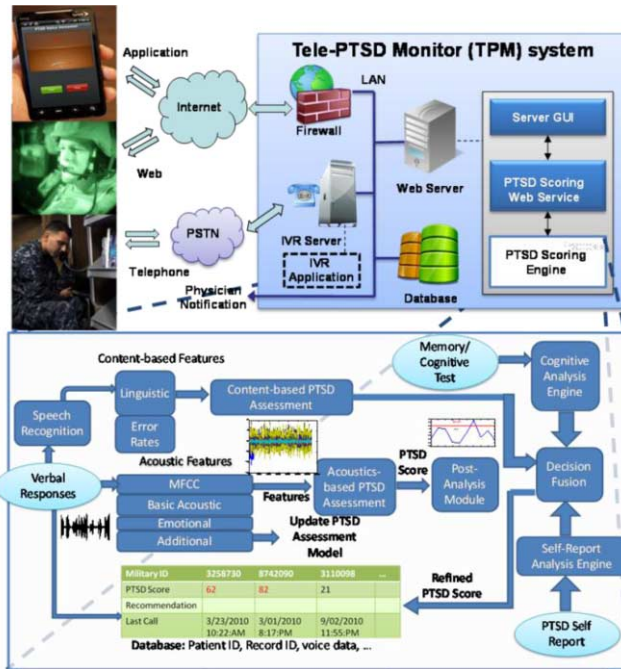 Tele-PTSD Monitor (TPM) system
Application
Internet
Web
PSTN
Telephone
Physician
Notification
LAN
Firewall
Web Server
IVR Server
IVR
Application
Database
Server GUI
PTSD Scoring
Web Service
PTSD Scoring
Engine
Content-based Features
Speech
Recognition
Linguistic
Error
Rates
Content-based PTSD
Assessment
Memory/
Cognitive
Test
Cognitive
Analysis
Engine
Acoustic Features
Verbal
Responses
MFCC
Basic Acoustic
Emotional
Additional
Features
Acoustics-
based PTSD
Assessment
PTSD
Score
Post-
Analysis
Module
Decision
Fusion
Update PTSD
Assessment
Model
Self-Report
Analysis Engine
PTSD Self
Report
Refined
PTSD Score
Military ID 3258730 8742090 3110098 ...
PTSD Score 62 82 21
Recommendation
Last Call 3/23/2010 3/01/2010 9/02/2010
10:22:AM 8:17:PM 11:55:PM
Database: Patient ID, Record ID, voice data, ...